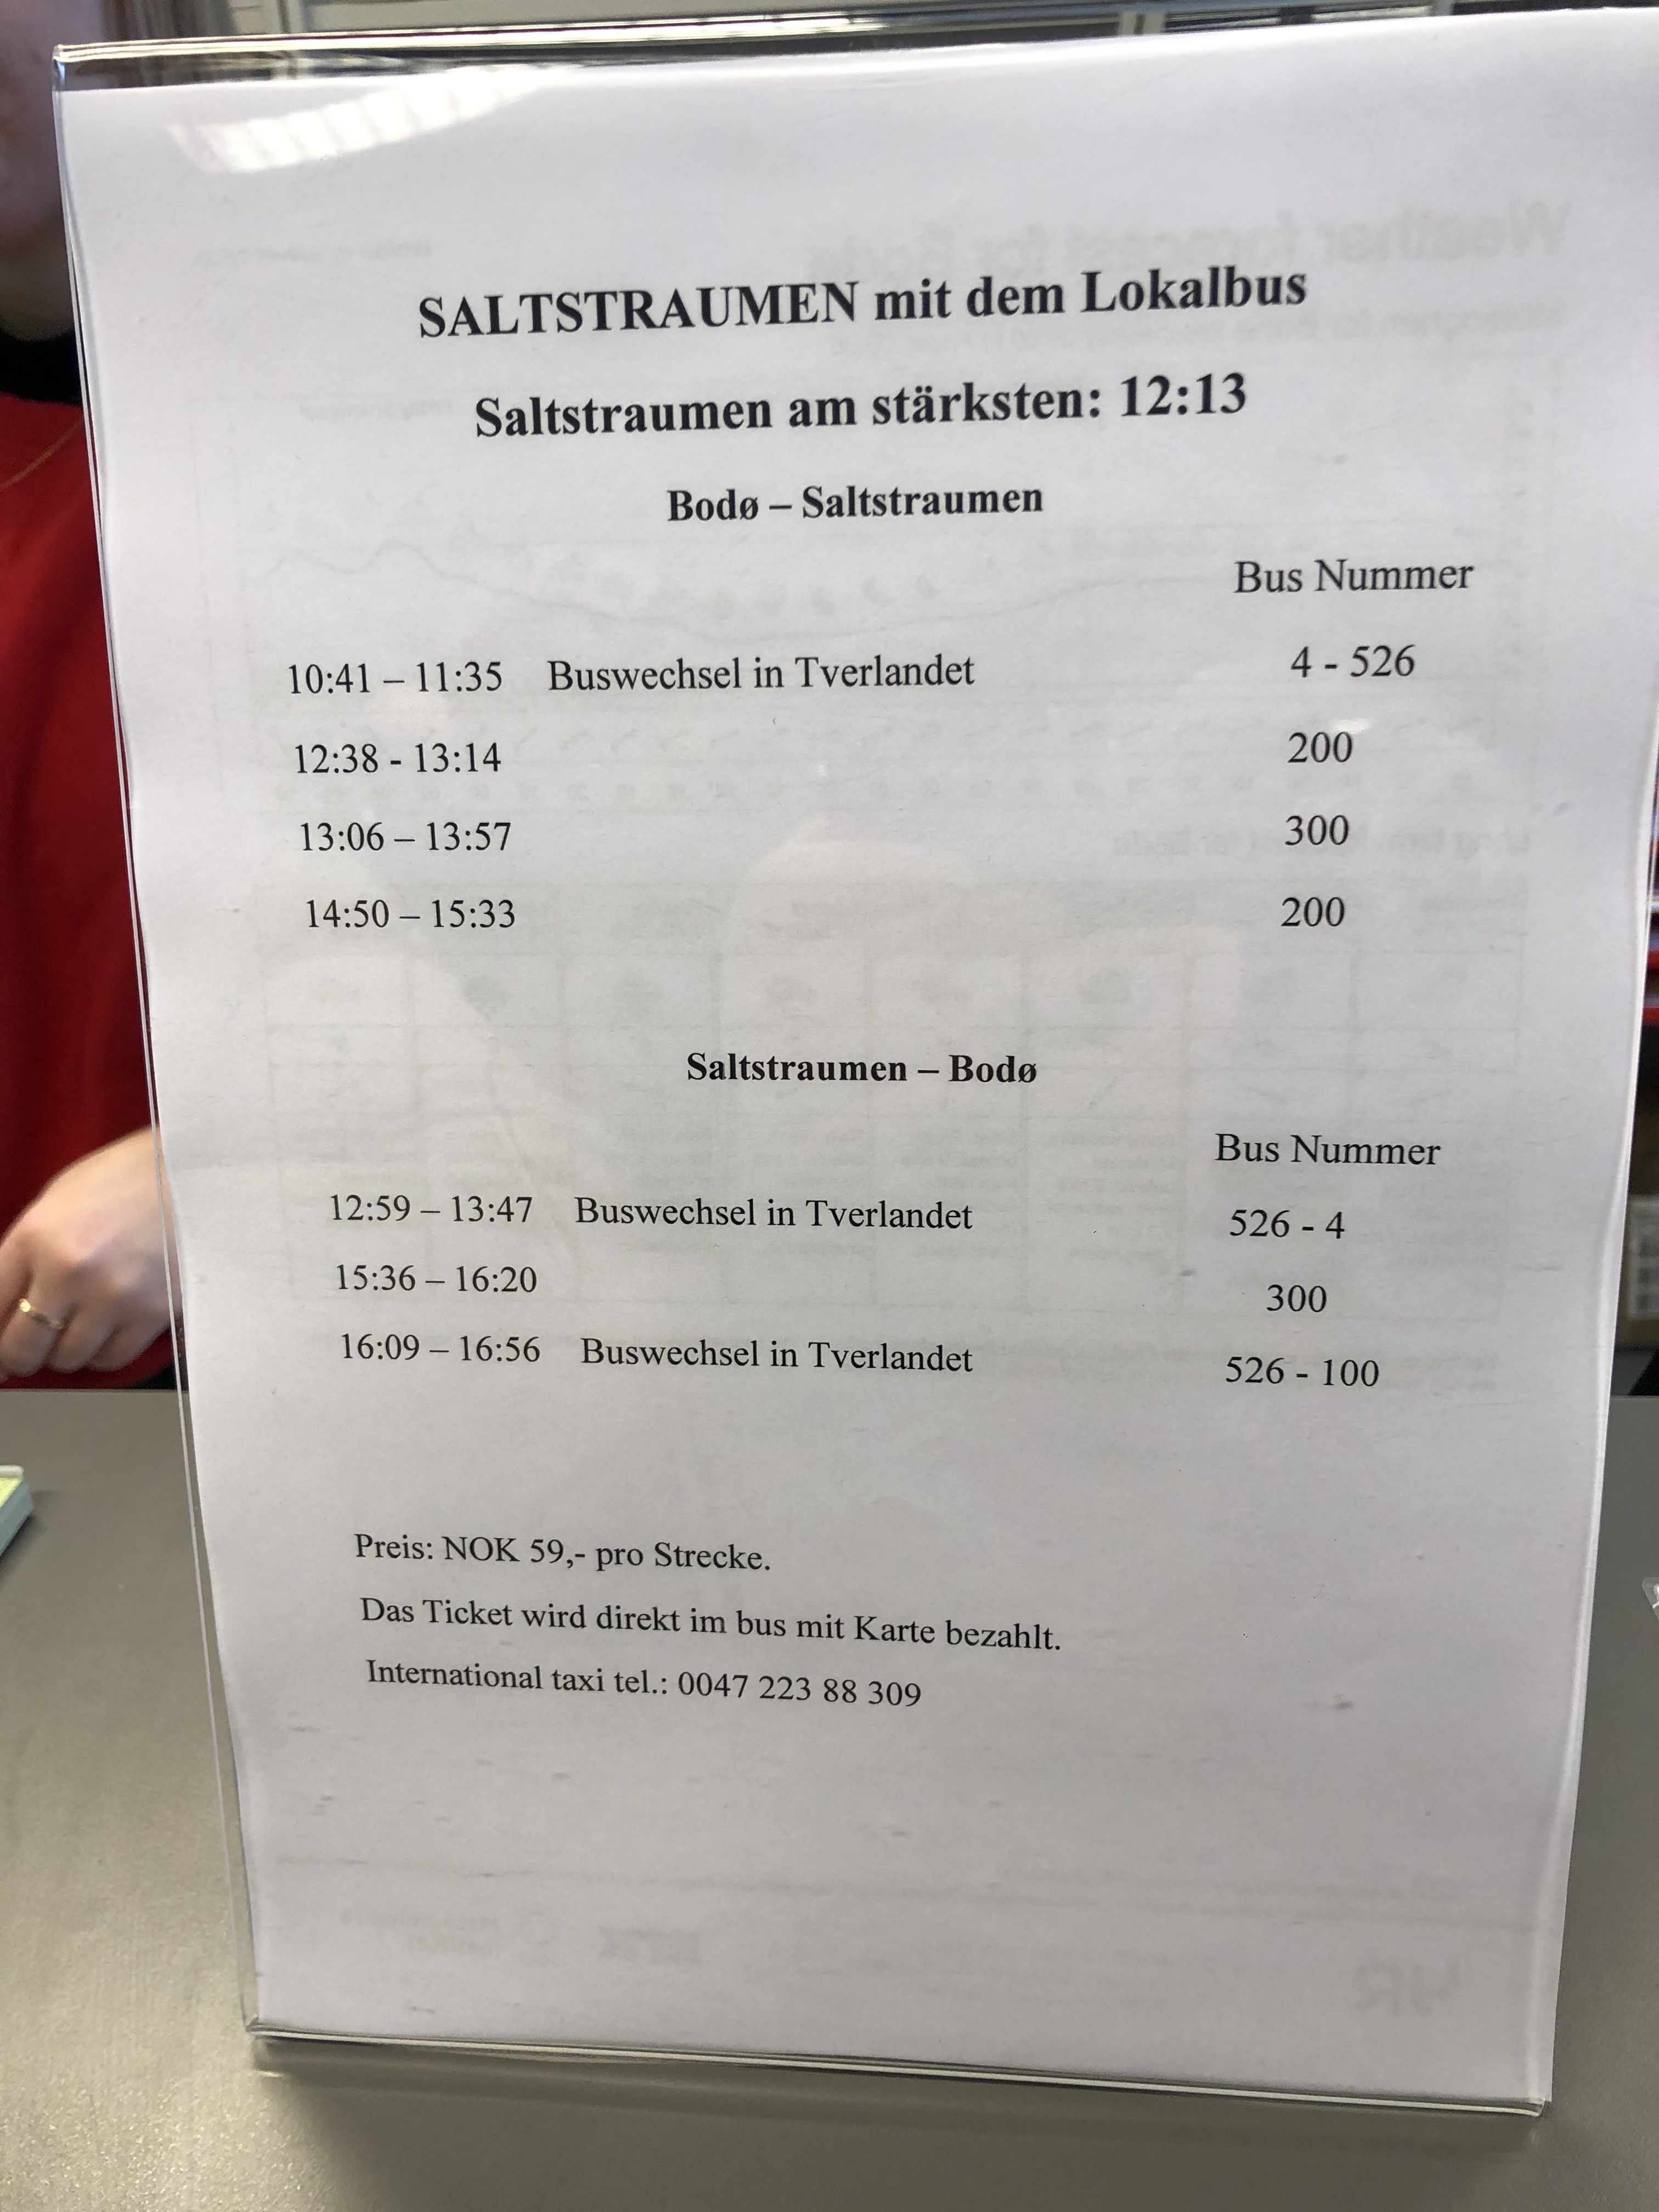 SALTSTRAUMEN mit dem Lokalbus
Saltstraumen am stärksten: 12:13
Bodø – Saltstraumen
Bus Nummer
10:41 – 11:35 Buswechsel in Tverlandet 4 - 526
12:38 - 13:14 200
13:06 – 13:57 300
14:50 – 15:33 200
Saltstraumen – Bodø
Bus Nummer
12:59 – 13:47 Buswechsel in Tverlandet 526 - 4
15:36 – 16:20 300
16:09 – 16:56 Buswechsel in Tverlandet 526 - 100
Preis: NOK 59,- pro Strecke.
Das Ticket wird direkt im bus mit Karte bezahlt.
International taxi tel.: 0047 223 88 309